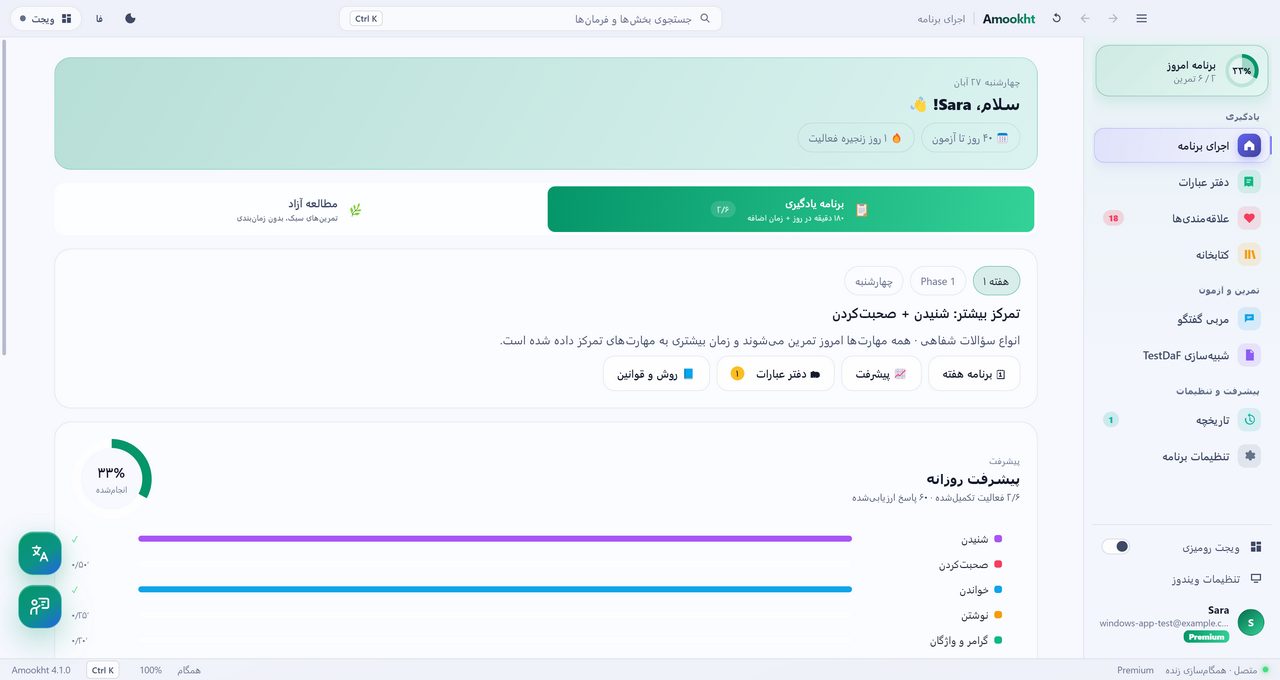 Amookht
اجرای برنامه
جستجوی بخش‌ها و فرمان‌ها
Ctrl K
فا
ویجت
برنامه امروز
۲ / ۶ تمرین
۳۳%
یادگیری
اجرای برنامه
دفتر عبارات
علاقه‌مندی‌ها
18
کتابخانه
تمرین و آزمون
مربی گفتگو
شبیه‌سازی TestDaF
پیشرفت و تنظیمات
تاریخچه
1
تنظیمات برنامه
ویجت رومیزی
تنظیمات ویندوز
S
Sara
windows-app-test@example.c...
Premium
چهارشنبه ۲۷ آبان
سلام، Sara! 👋
۴۰ روز تا آزمون
۱ روز زنجیره فعالیت
برنامه یادگیری
۱۸۰ دقیقه در روز + زمان اضافه
۲/۶
مطالعه آزاد
تمرین‌های سبک، بدون زمان‌بندی
هفته ۱
Phase 1
چهارشنبه
تمرکز بیشتر: شنیدن + صحبت‌کردن
انواع سؤالات شفاهی · همه مهارت‌ها امروز تمرین می‌شوند و زمان بیشتری به مهارت‌های تمرکز داده شده است.
برنامه هفته
پیشرفت
دفتر عبارات ۱
روش و قوانین
پیشرفت
پیشرفت روزانه
۲/۶ فعالیت تکمیل‌شده · ۶۰ پاسخ ارزیابی‌شده
۳۳%
انجام‌شده
شنیدن ✓
صحبت‌کردن ۰/۵۰′
خواندن ✓
نوشتن ۰/۲۵′
گرامر و واژگان ۰/۲۰′
متصل · همگام‌سازی زنده
Premium
همگام
100%
Ctrl K
Amookht 4.1.0